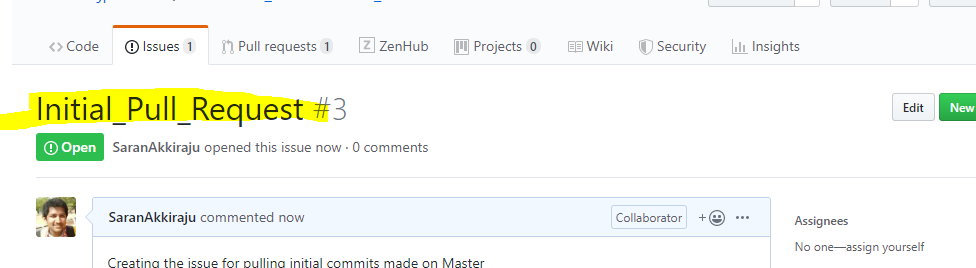 Code Issues 1 Pull requests 1 Z ZenHub Projects 0 Wiki Security Insights
Initial_Pull_Request #3
Edit New
Open SaranAkkiraju opened this issue now · 0 comments
SaranAkkiraju commented now Collaborator + ...
Assignees
No one—assign yourself
Creating the issue for pulling initial commits made on Master